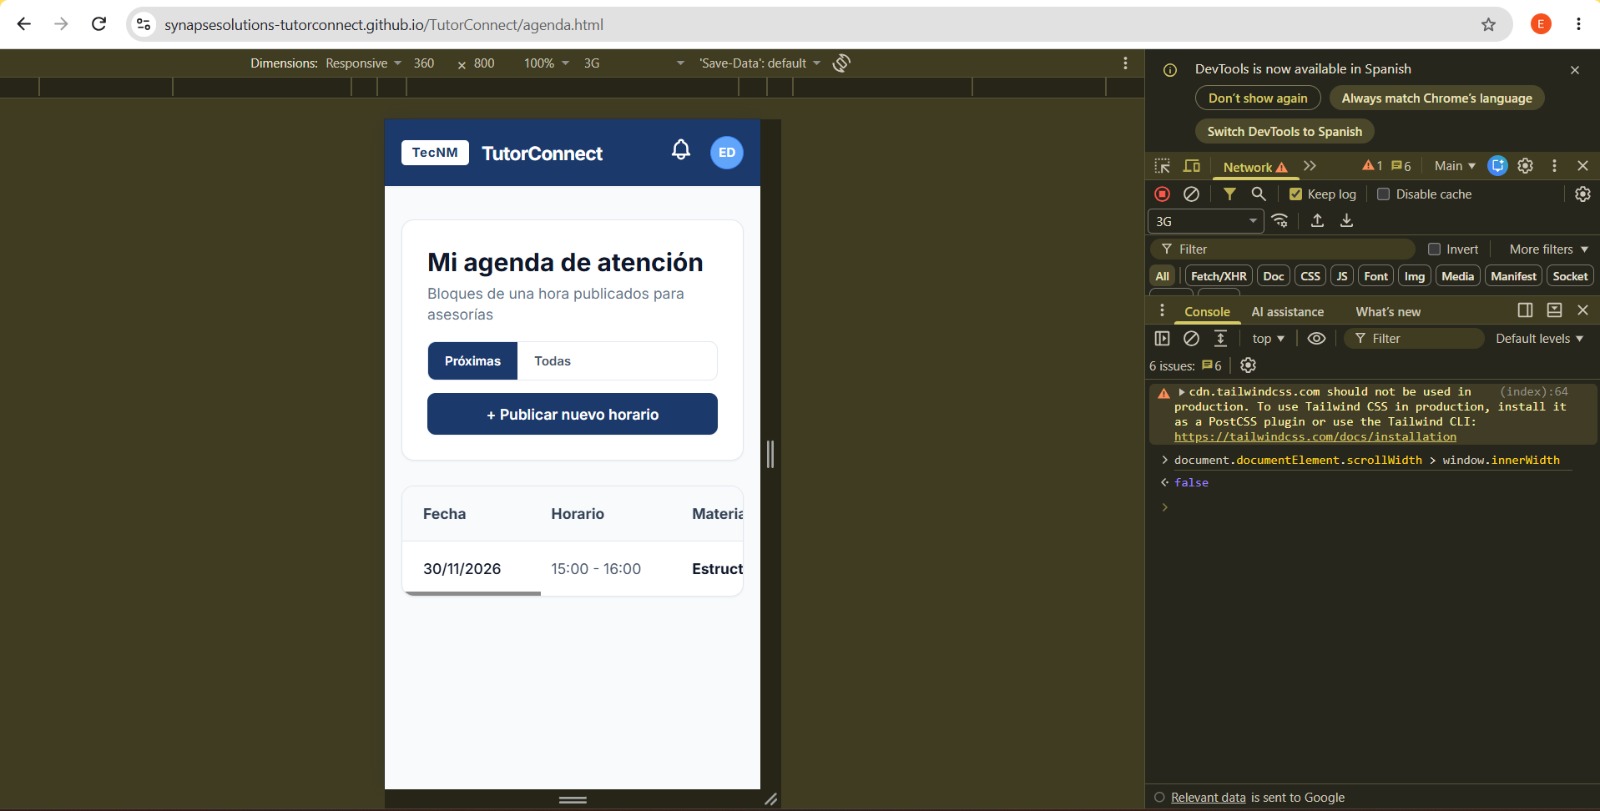 synapsesolutions-tutorconnect.github.io/TutorConnect/agenda.html
E
Dimensions: Responsive 360 x 800 100% 3G 'Save-Data': default
TecNM TutorConnect ED
Mi agenda de atención
Bloques de una hora publicados para
asesorías
Próximas Todas
+ Publicar nuevo horario
Fecha Horario Materia
30/11/2026 15:00 - 16:00 Estruct
DevTools is now available in Spanish
Don't show again Always match Chrome's language
Switch DevTools to Spanish
Network 1 6 Main
Keep log Disable cache
3G
Filter Invert More filters
All Fetch/XHR Doc CSS JS Font Img Media Manifest Socket
Console AI assistance What's new
top Filter Default levels
6 issues: 6
cdn.tailwindcss.com should not be used in (index):64
production. To use Tailwind CSS in production, install it
as a PostCSS plugin or use the Tailwind CLI:
https://tailwindcss.com/docs/installation
> document.documentElement.scrollWidth > window.innerWidth
false
>
Relevant data is sent to Google